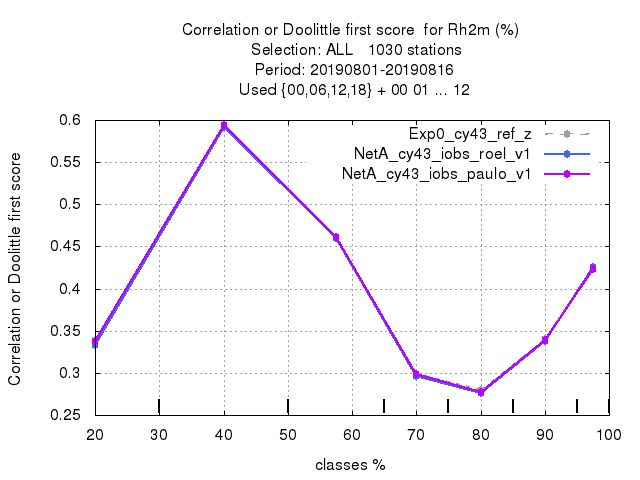 Correlation or Doolittle first score  for Rh2m (%)
Selection: ALL   1030 stations
Period: 20190801-20190816
Used {00,06,12,18} + 00 01 ... 12
Correlation or Doolittle first score
0.6
0.55
0.5
0.45
0.4
0.35
0.3
0.25
Exp0_cy43_ref_z
NetA_cy43_iobs_roel_v1
NetA_cy43_iobs_paulo_v1
20 30 40 50 60 70 80 90 100
classes %